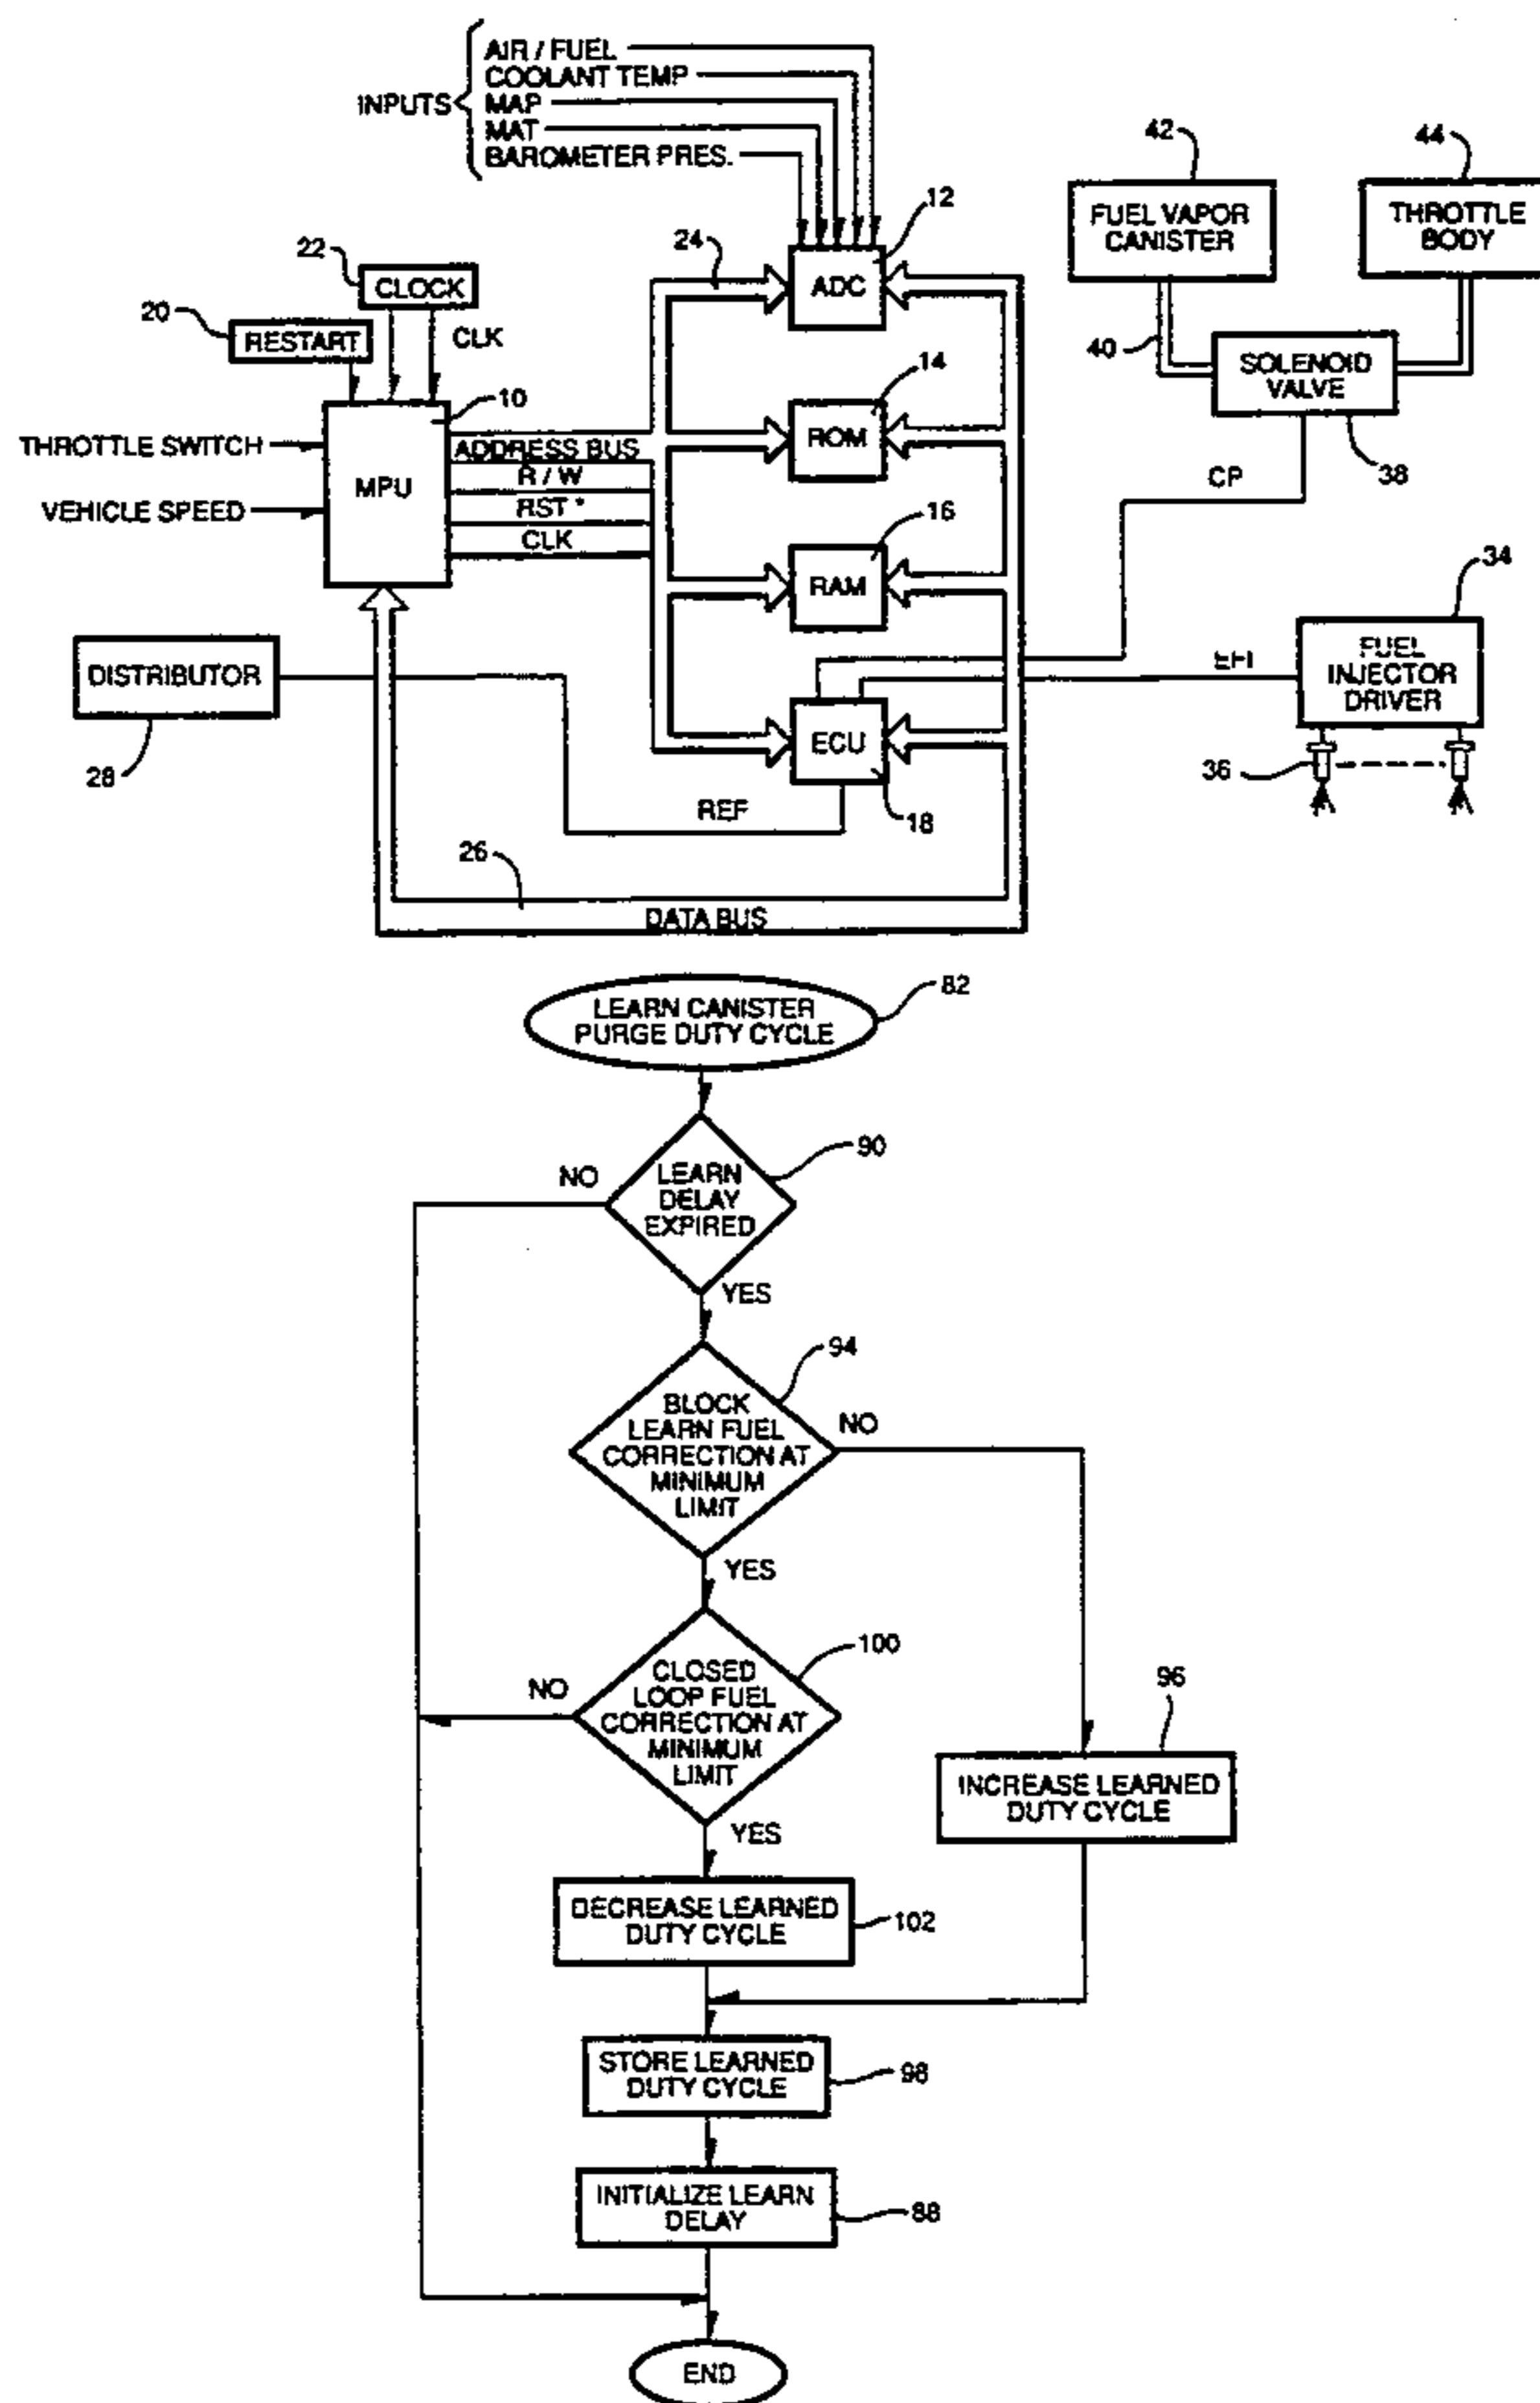 AIR / FUEL
COOLANT TEMP
INPUTS
MAP
MAT
BAROMETER PRES.
42
44
12
FUEL VAPOR
CANISTER
THROTTLE
BODY
24
22
CLOCK
ADC
20
RESTART
CLK
40
SOLENOID
VALVE
14
10
THROTTLE SWITCH
ADDRESS BUS
ROM
MPU
R / W
CP
38
VEHICLE SPEED
RST *
CLK
16
34
RAM
DISTRIBUTOR
EFI
FUEL
INJECTOR
DRIVER
ECU
28
36
REF
18
26
DATA BUS
82
LEARN CANISTER
PURGE DUTY CYCLE
90
NO
LEARN
DELAY
EXPIRED
YES
94
BLOCK
LEARN FUEL
CORRECTION AT
MINIMUM
LIMIT
NO
YES
100
CLOSED
LOOP FUEL
CORRECTION AT
MINIMUM
LIMIT
NO
96
INCREASE LEARNED
DUTY CYCLE
YES
DECREASE LEARNED
DUTY CYCLE
102
STORE LEARNED
DUTY CYCLE
98
INITIALIZE LEARN
DELAY
88
END